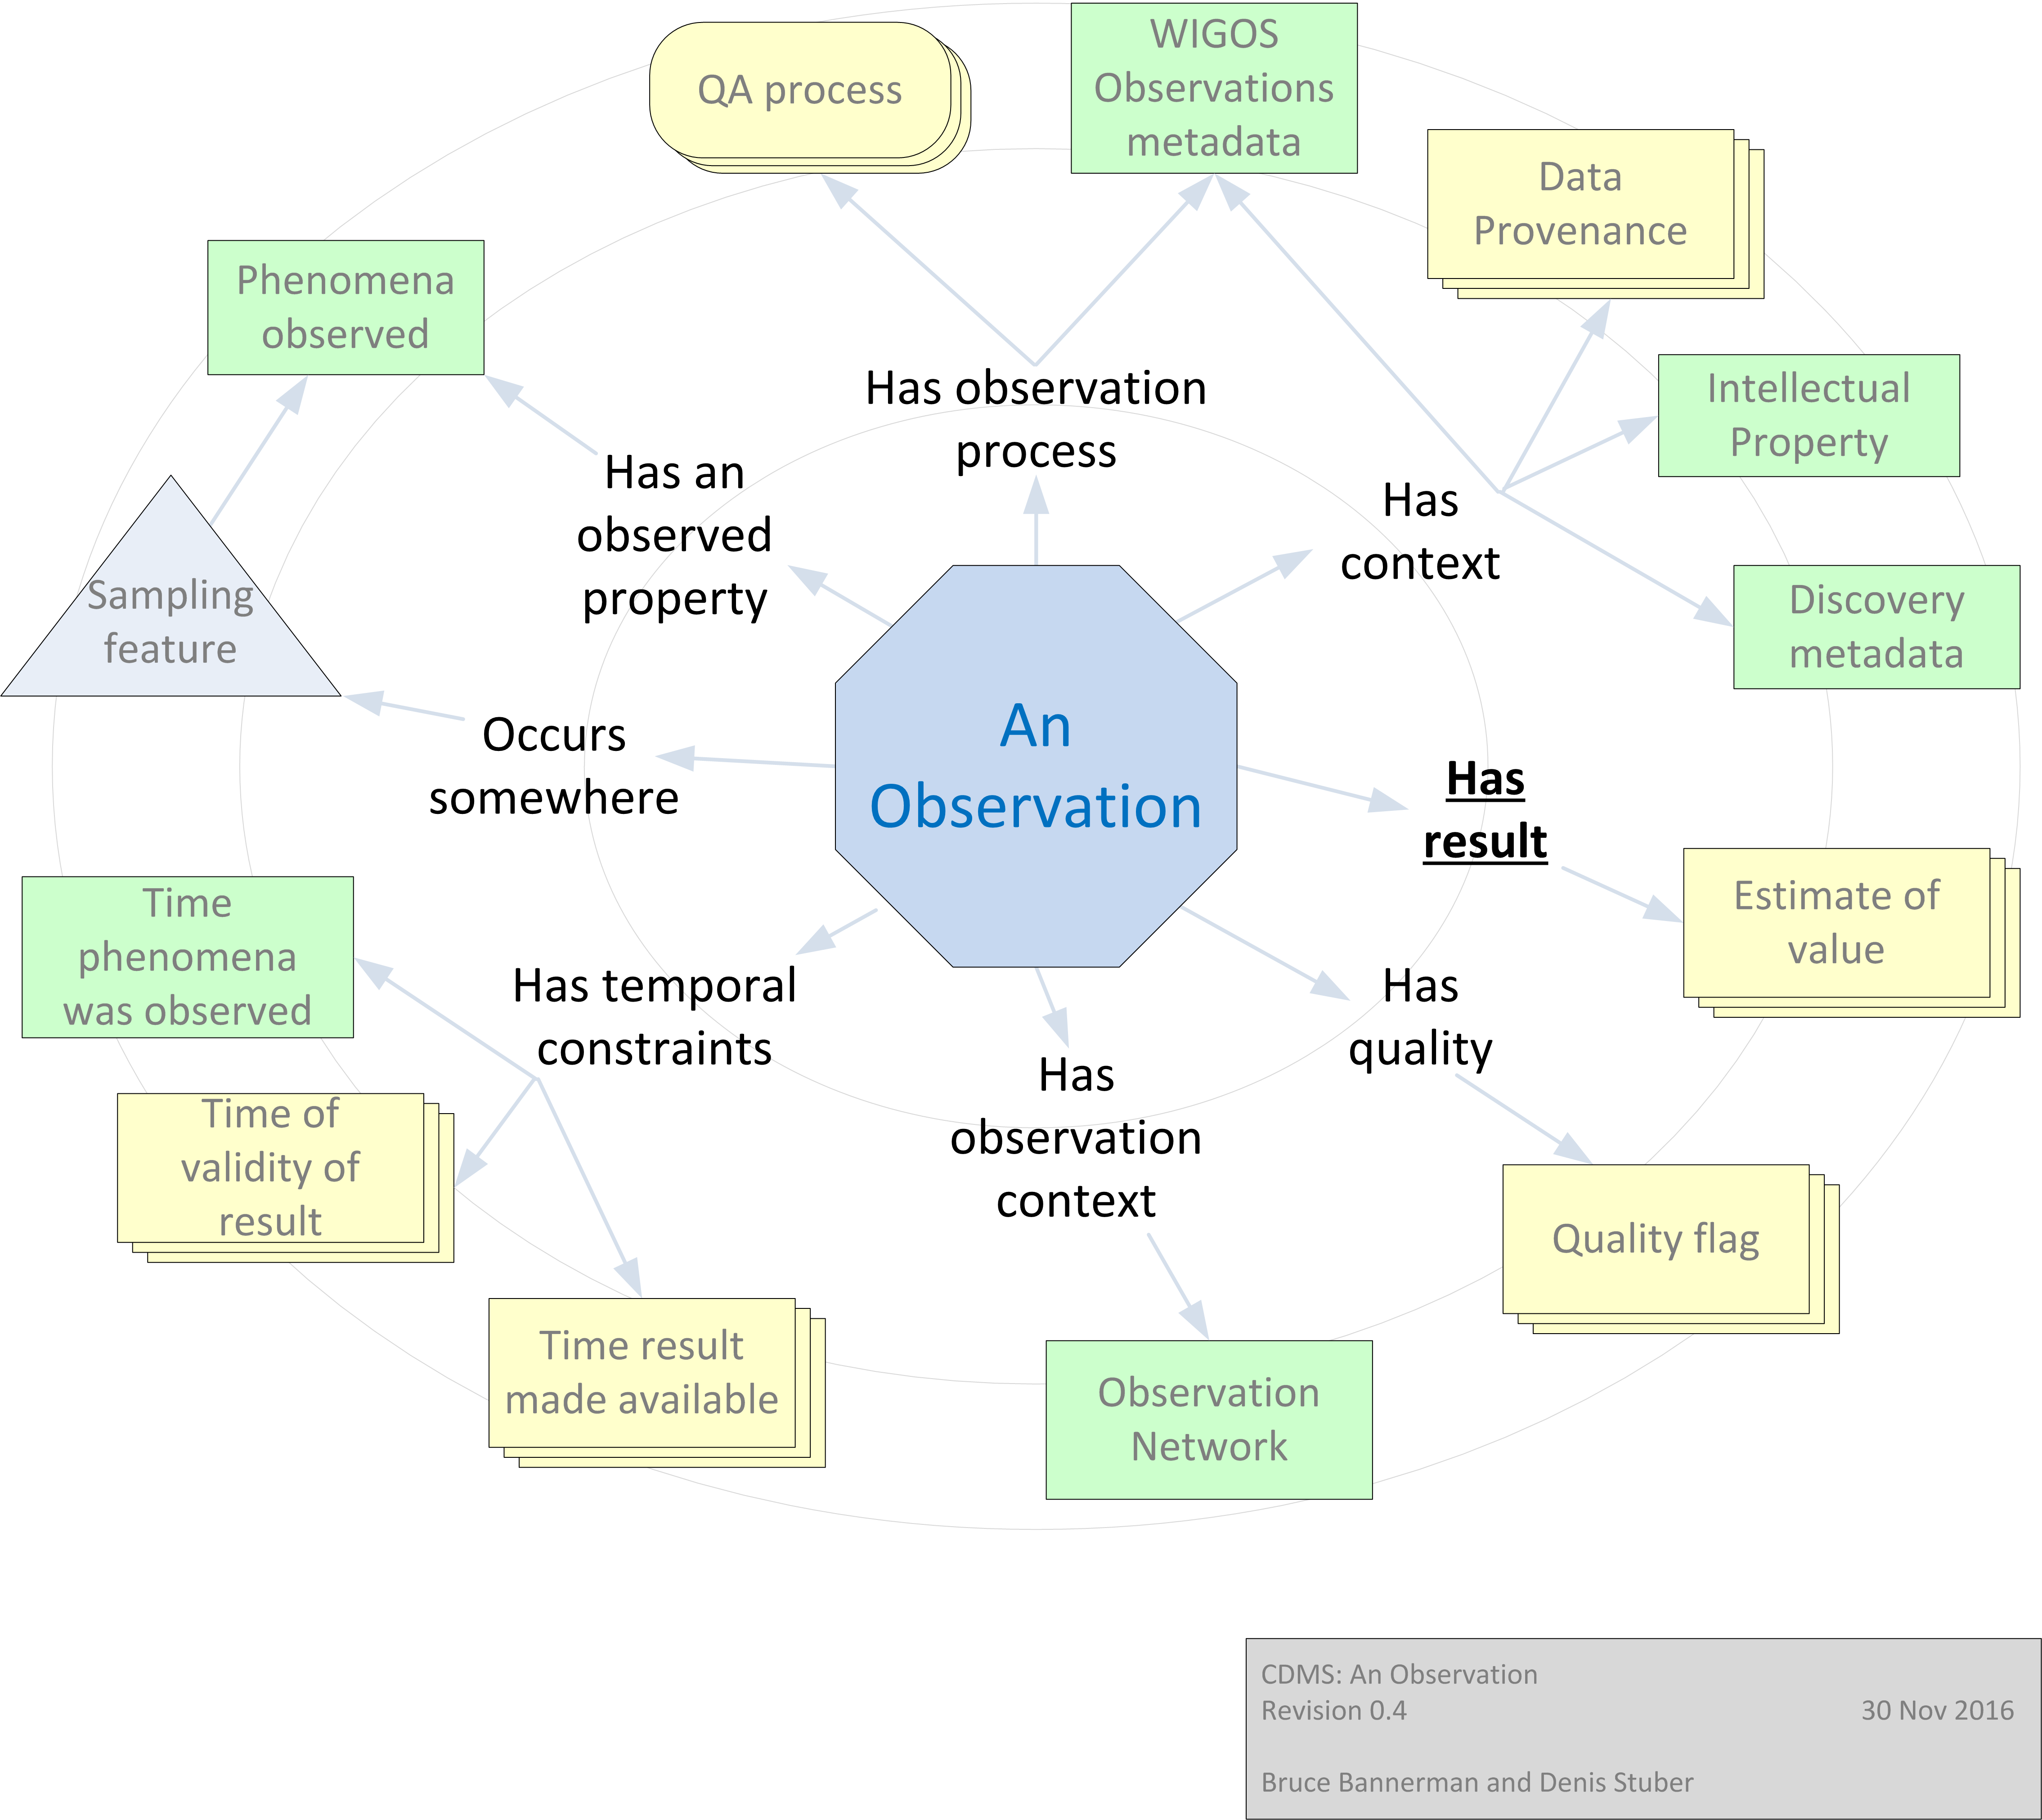 WIGOS
Observations
metadata
QA process
Data
Provenance
Phenomena
observed
Intellectual
Property
Has observation
process
Has an
observed
property
Has
context
Sampling
feature
Discovery
metadata
An
Observation
Occurs
somewhere
Has
result
Estimate of
value
Time
phenomena
was observed
Has temporal
constraints
Has
quality
Has
observation
context
Time of
validity of
result
Quality flag
Time result
made available
Observation
Network
CDMS: An Observation
Revision 0.4 30 Nov 2016
Bruce Bannerman and Denis Stuber